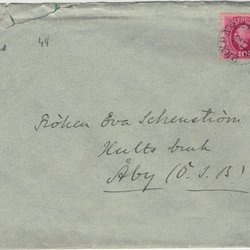 48
Fröken Eva Schenström
Hults bruk
Åby (Ö. S. B)